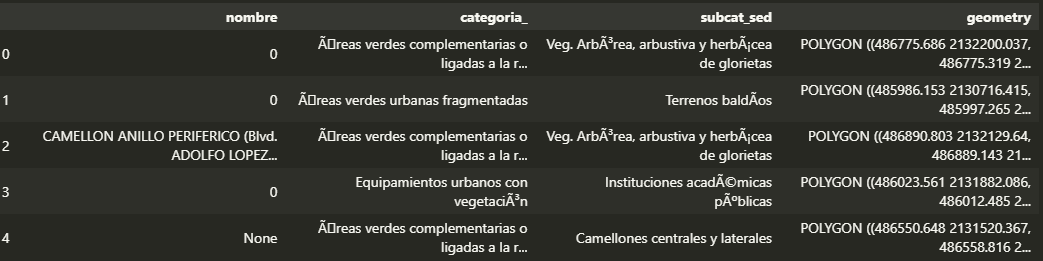 nombre categoria_ subcat_sed geometry
0 0 Ã�reas verdes complementarias o ligadas a la r... Veg. ArbÃ³rea, arbustiva y herbÃ¡cea de glorietas POLYGON ((486775.686 2132200.037, 486775.319 2...
1 0 Ã�reas verdes urbanas fragmentadas Terrenos baldÃ­os POLYGON ((485986.153 2130716.415, 485997.265 2...
2 CAMELLON ANILLO PERIFERICO (Blvd. ADOLFO LOPEZ... Ã�reas verdes complementarias o ligadas a la r... Veg. ArbÃ³rea, arbustiva y herbÃ¡cea de glorietas POLYGON ((486890.803 2132129.64, 486889.143 21...
3 0 Equipamientos urbanos con vegetaciÃ³n Instituciones acadÃ©micas pÃºblicas POLYGON ((486023.561 2131882.086, 486012.485 2...
4 None Ã�reas verdes complementarias o ligadas a la r... Camellones centrales y laterales POLYGON ((486550.648 2131520.367, 486558.816 2...